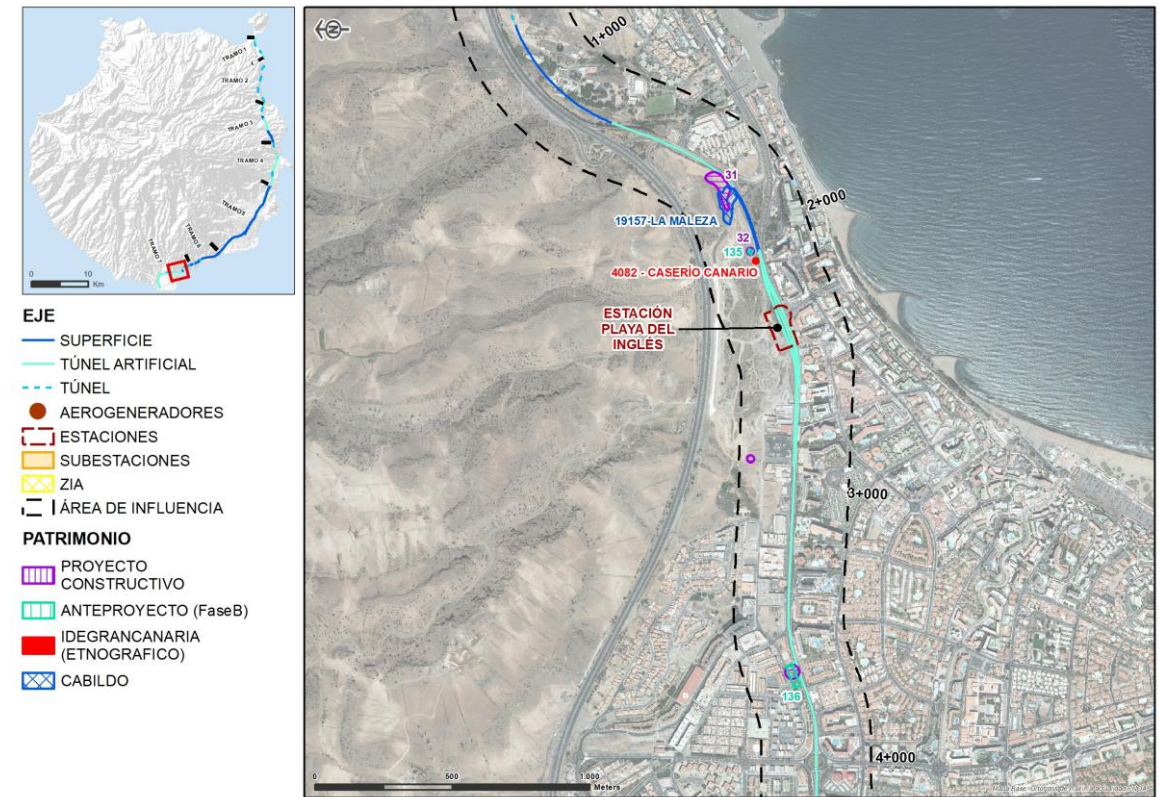 TRAMO 1
TRAMO 2
TRAMO 3
TRAMO 4
TRAMO 5
TRAMO 6
TRAMO 7
0 10
Km
EJE
SUPERFICIE
TÚNEL ARTIFICIAL
TÚNEL
AEROGENERADORES
ESTACIONES
SUBESTACIONES
ZIA
ÁREA DE INFLUENCIA
PATRIMONIO
PROYECTO
CONSTRUCTIVO
ANTEPROYECTO (FaseB)
IDEGRANCANARIA
(ETNOGRAFICO)
CABILDO
N
1+000
31
19157-LA MALEZA
2+000
32
135
4082 - CASERÍO CANARIO
ESTACIÓN
PLAYA DEL
INGLÉS
3+000
136
4+000
0 500 1.000
Meters